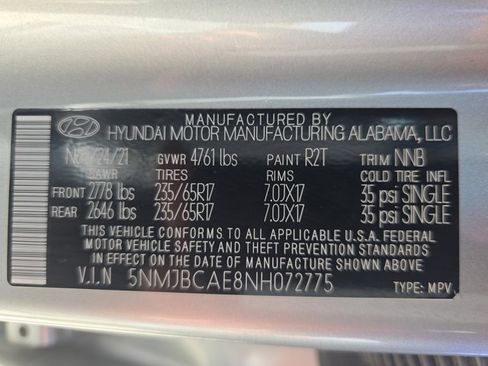 MANUFACTURED BY
HYUNDAI MOTOR MANUFACTURING ALABAMA, LLC
24/21 GVWR 4761 lbs PAINT R2T TRIM NNB
GAWR TIRES RIMS COLD TIRE INFL
FRONT 2778 lbs 235/65R17 7.0JX17 35 psi SINGLE
REAR 2646 lbs 235/65R17 7.0JX17 35 psi SINGLE
THIS VEHICLE CONFORMS TO ALL APPLICABLE U.S.A. FEDERAL
MOTOR VEHICLE SAFETY AND THEFT PREVENTION STANDARDS
IN EFFECT ON THE DATE OF MANUFACTURE SHOWN ABOVE.
V.I.N 5NMJBCAE8NH072775 TYPE: MPV